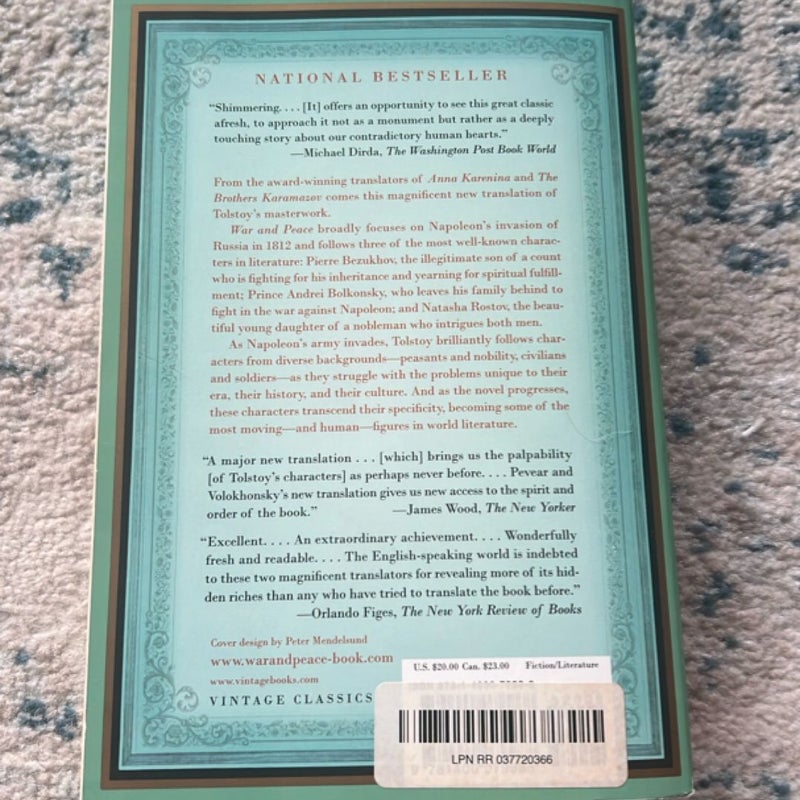 NATIONAL BESTSELLER
“Shimmering. . . . [It] offers an opportunity to see this great classic
afresh, to approach it not as a monument but rather as a deeply
touching story about our contradictory human hearts.”
—Michael Dirda, The Washington Post Book World
From the award-winning translators of Anna Karenina and The
Brothers Karamazov comes this magnificent new translation of
Tolstoy’s masterwork.
War and Peace broadly focuses on Napoleon’s invasion of
Russia in 1812 and follows three of the most well-known charac-
ters in literature: Pierre Bezukhov, the illegitimate son of a count
who is fighting for his inheritance and yearning for spiritual fulfill-
ment; Prince Andrei Bolkonsky, who leaves his family behind to
fight in the war against Napoleon; and Natasha Rostov, the beau-
tiful young daughter of a nobleman who intrigues both men.
As Napoleon’s army invades, Tolstoy brilliantly follows char-
acters from diverse backgrounds—peasants and nobility, civilians
and soldiers—as they struggle with the problems unique to their
era, their history, and their culture. And as the novel progresses,
these characters transcend their specificity, becoming some of the
most moving—and human—figures in world literature.
“A major new translation . . . [which] brings us the palpability
[of Tolstoy’s characters] as perhaps never before. . . . Pevear and
Volokhonsky’s new translation gives us new access to the spirit and
order of the book.” —James Wood, The New Yorker
“Excellent. . . . An extraordinary achievement. . . . Wonderfully
fresh and readable. . . . The English-speaking world is indebted
to these two magnificent translators for revealing more of its hid-
den riches than any who have tried to translate the book before.”
—Orlando Figes, The New York Review of Books
Cover design by Peter Mendelsund
www.warandpeace-book.com
www.vintagebooks.com
VINTAGE CLASSICS
U.S. $20.00 Can. $23.00 Fiction/Literature
LPN RR 037720366